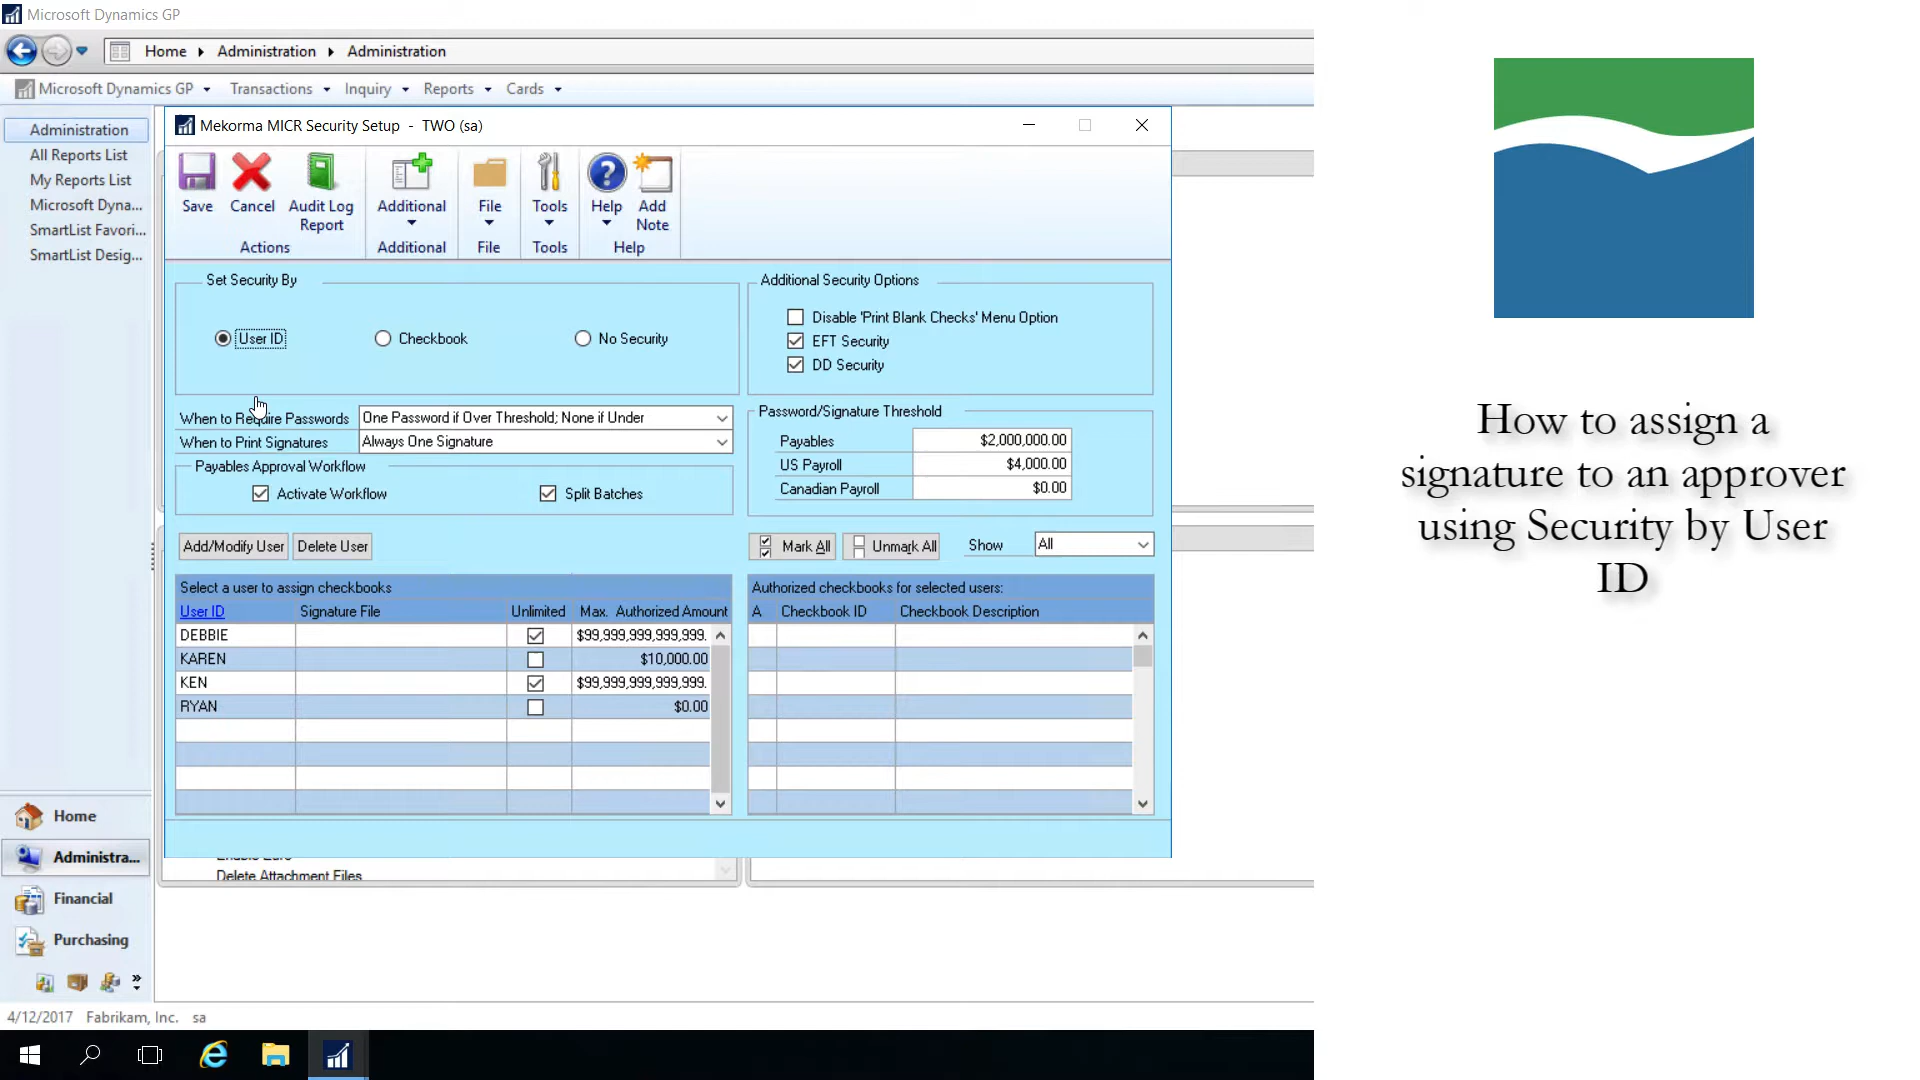 Microsoft Dynamics GP
Home Administration Administration
Microsoft Dynamics GP Transactions Inquiry Reports Cards
Administration
All Reports List
My Reports List
Microsoft Dyna...
SmartList Favori...
SmartList Desig...
Mekorma MICR Security Setup - TWO (sa)
Save
Cancel
Audit Log
Report
Actions
Additional
Additional
File
File
Tools
Tools
Help
Add
Note
Help
Set Security By
User ID Checkbook No Security
Additional Security Options
Disable 'Print Blank Checks' Menu Option
EFT Security
DD Security
When to Require Passwords One Password if Over Threshold; None if Under
When to Print Signatures Always One Signature
Payables Approval Workflow
Activate Workflow Split Batches
Password/Signature Threshold
Payables $2,000,000.00
US Payroll $4,000.00
Canadian Payroll $0.00
Add/Modify User Delete User
Mark All Unmark All Show All
Select a user to assign checkbooks
User ID Signature File Unlimited Max. Authorized Amount
DEBBIE $99,999,999,999,999.
KAREN $10,000.00
KEN $99,999,999,999,999.
RYAN $0.00
Authorized checkbooks for selected users:
A Checkbook ID Checkbook Description
Delete Attachment Files
Home
Administra...
Financial
Purchasing
4/12/2017 Fabrikam, Inc. sa
How to assign a
signature to an approver
using Security by User
ID